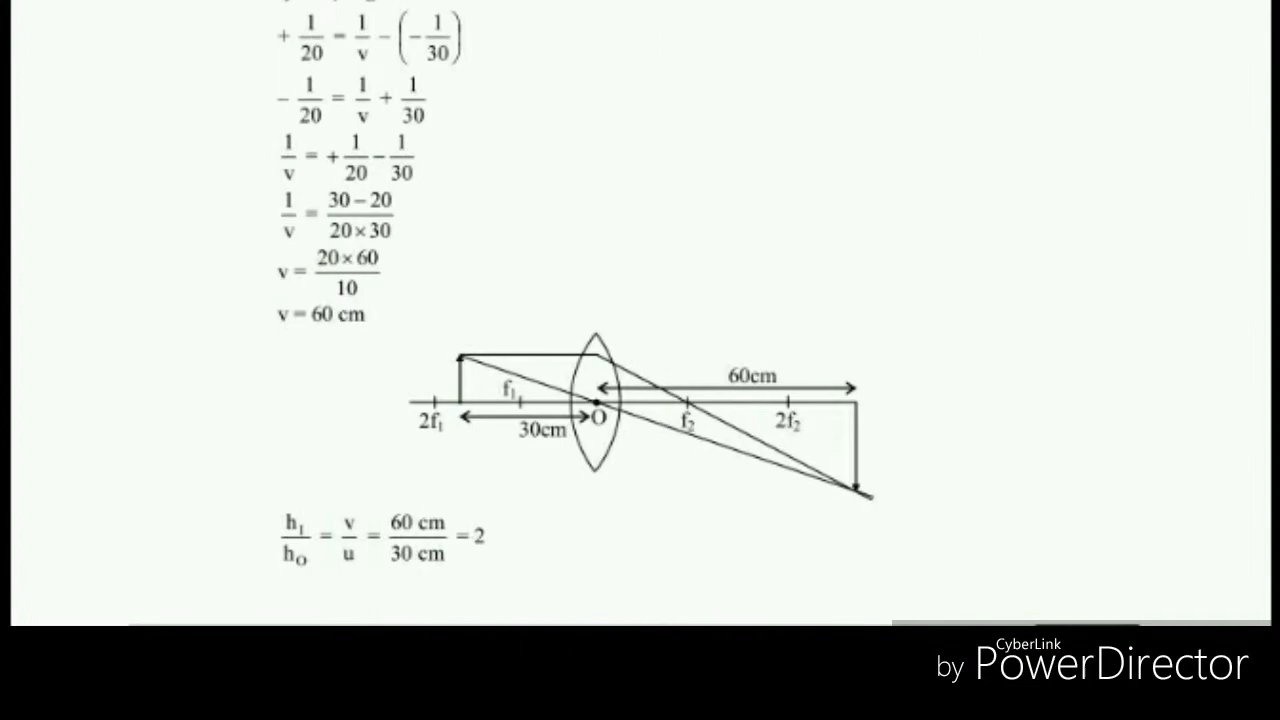 + 1/20 = 1/v − (−1/30)
− 1/20 = 1/v + 1/30
1/v = + 1/20 − 1/30
1/v = 30 − 20 / 20 × 30
v = 20 × 60 / 10
v = 60 cm
60cm
f₁
2f₁
30cm
O
f₂
2f₂
h_I/h_O = v/u = 60 cm/30 cm = 2
CyberLink
by PowerDirector